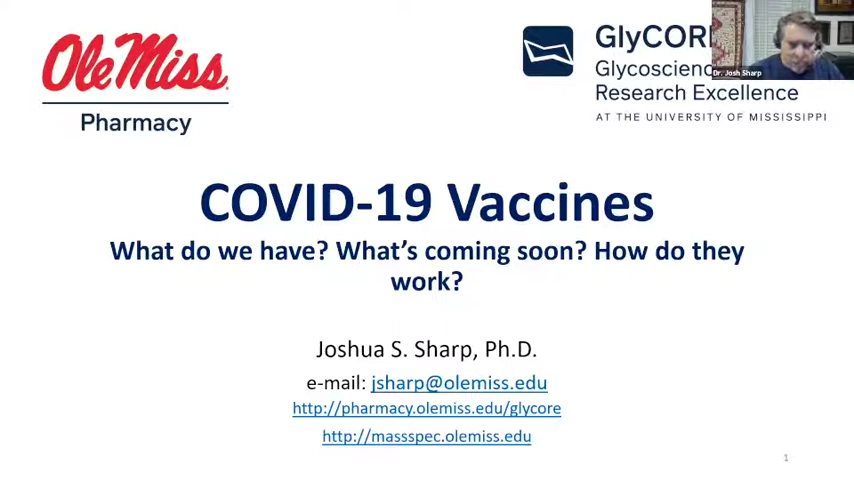 Ole Miss
Pharmacy
GlyCOR
Glycoscienc
Research Excellence
AT THE UNIVERSITY OF MISSISSIPPI
Dr. Josh Sharp
COVID-19 Vaccines
What do we have? What's coming soon? How do they
work?
Joshua S. Sharp, Ph.D.
e-mail: jsharp@olemiss.edu
http://pharmacy.olemiss.edu/glycore
http://massspec.olemiss.edu
1